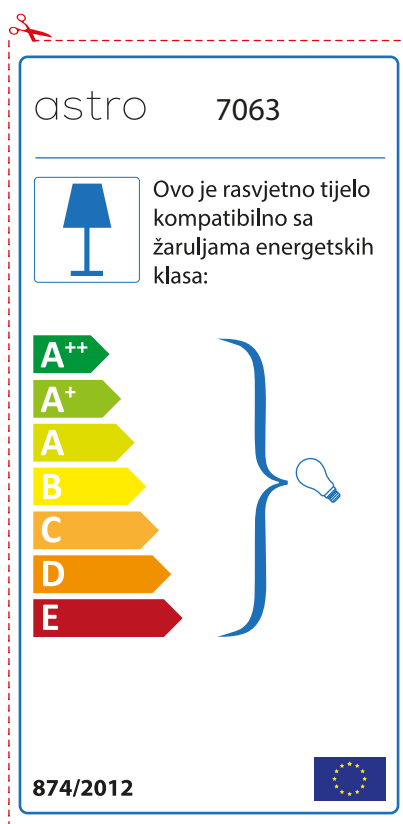 astro 7063
Ovo je rasvjetno tijelo
kompatibilno sa
žaruljama energetskih
klasa:
A++
A+
A
B
C
D
E
874/2012